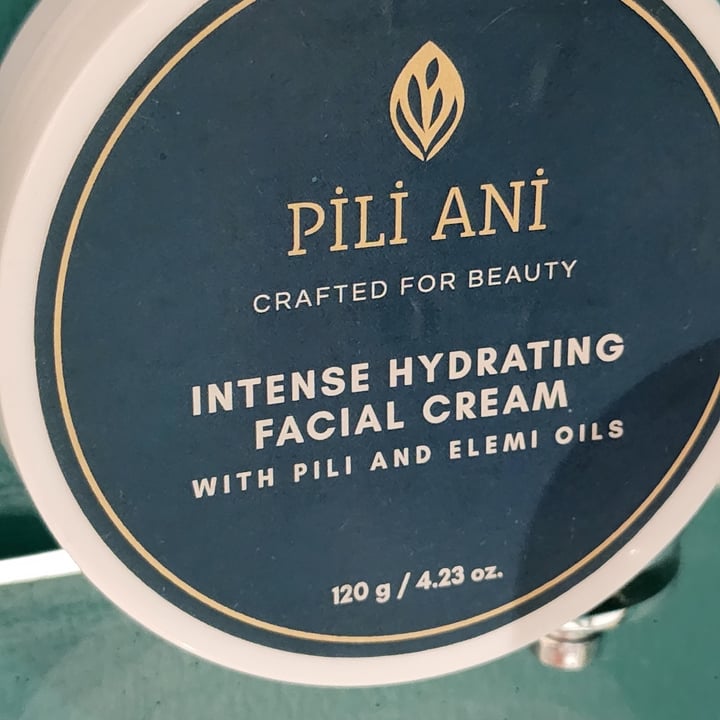 PİLİ ANİ
CRAFTED FOR BEAUTY
INTENSE HYDRATING
FACIAL CREAM
WITH PILI AND ELEMI OILS
120 g / 4.23 oz.